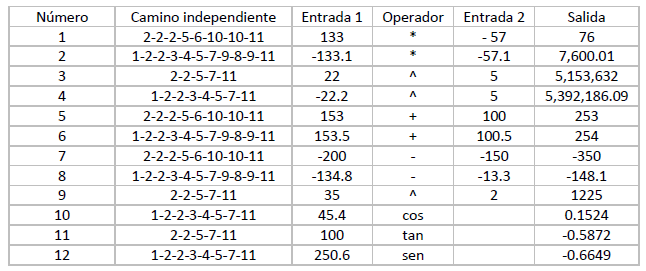 Número Camino independiente Entrada 1 Operador Entrada 2 Salida
1 2-2-2-5-6-10-10-11 133 * - 57 76
2 1-2-2-3-4-5-7-9-8-9-11 -133.1 * -57.1 7,600.01
3 2-2-5-7-11 22 ^ 5 5,153,632
4 1-2-2-3-4-5-7-11 -22.2 ^ 5 5,392,186.09
5 2-2-2-5-6-10-10-11 153 + 100 253
6 1-2-2-3-4-5-7-9-8-9-11 153.5 + 100.5 254
7 2-2-2-5-6-10-10-11 -200 - -150 -350
8 1-2-2-3-4-5-7-9-8-9-11 -134.8 - -13.3 -148.1
9 2-2-5-7-11 35 ^ 2 1225
10 1-2-2-3-4-5-7-11 45.4 cos 0.1524
11 2-2-5-7-11 100 tan -0.5872
12 1-2-2-3-4-5-7-11 250.6 sen -0.6649